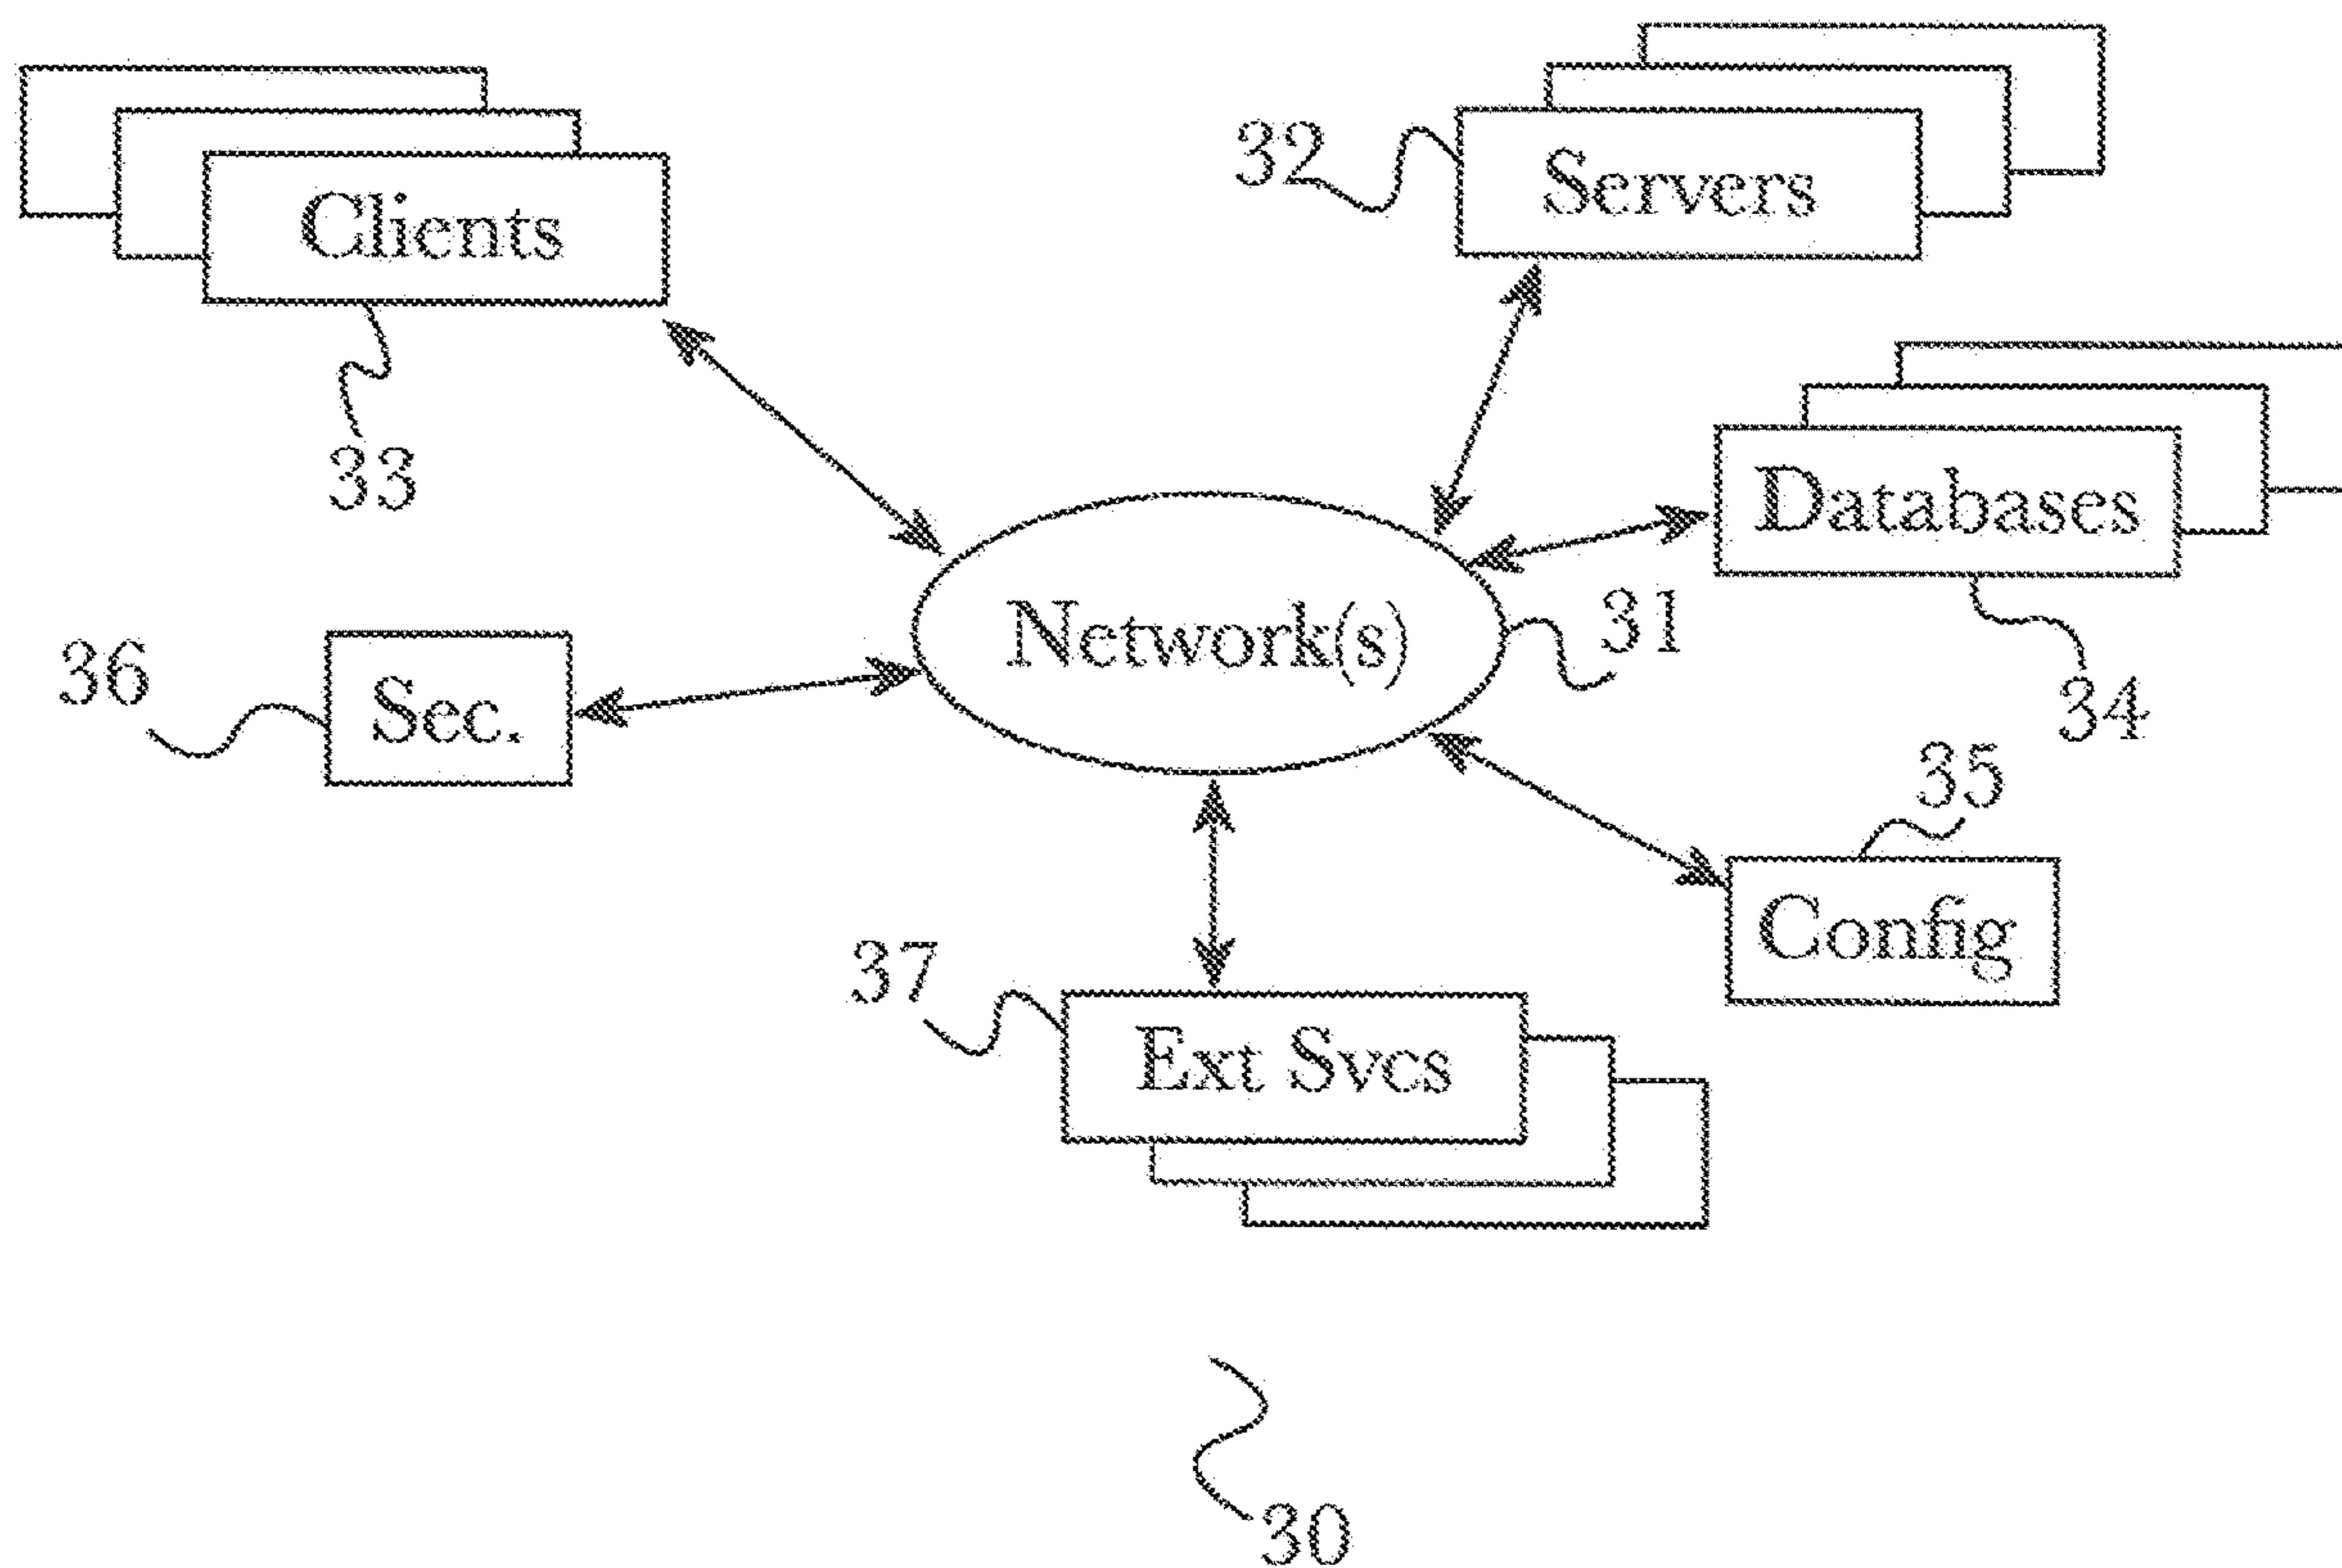 32
Servers
Clients
33
Databases
31
Network(s)
36
Sec.
34
35
Config
37
Ext Svcs
30